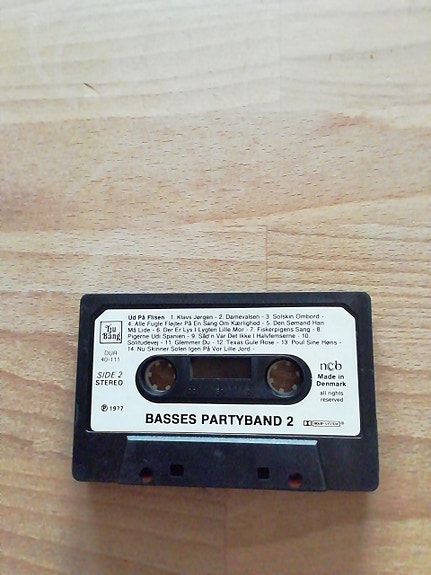 Ud På Flisen 1. Klavs Jørgen - 2. Damevalsen - 3. Solskin Ombord -
4. Alle Fugle Fløjter På En Sang Om Kærlighed - 5. Den Sømand Han
Må Lide - 6. Der Er Lys I Lygten Lille Mor - 7. Fiskerpigens Sang - 8.
Pigerne Udi Spanien - 9. Såd'n Var Det Ikke I Halvfemserne - 10.
Solitudevej - 11. Glemmer Du - 12. Texas Gule Rose - 13. Poul Sine Høns -
14. Nu Skinner Solen Igen På Vor Lille Jord -
Tju
Bang
DUR
40-111
SIDE 2
STEREO
℗ 1977
ncb
Made in
Denmark
all rights
reserved
BASSES PARTYBAND 2
DOLBY SYSTEM